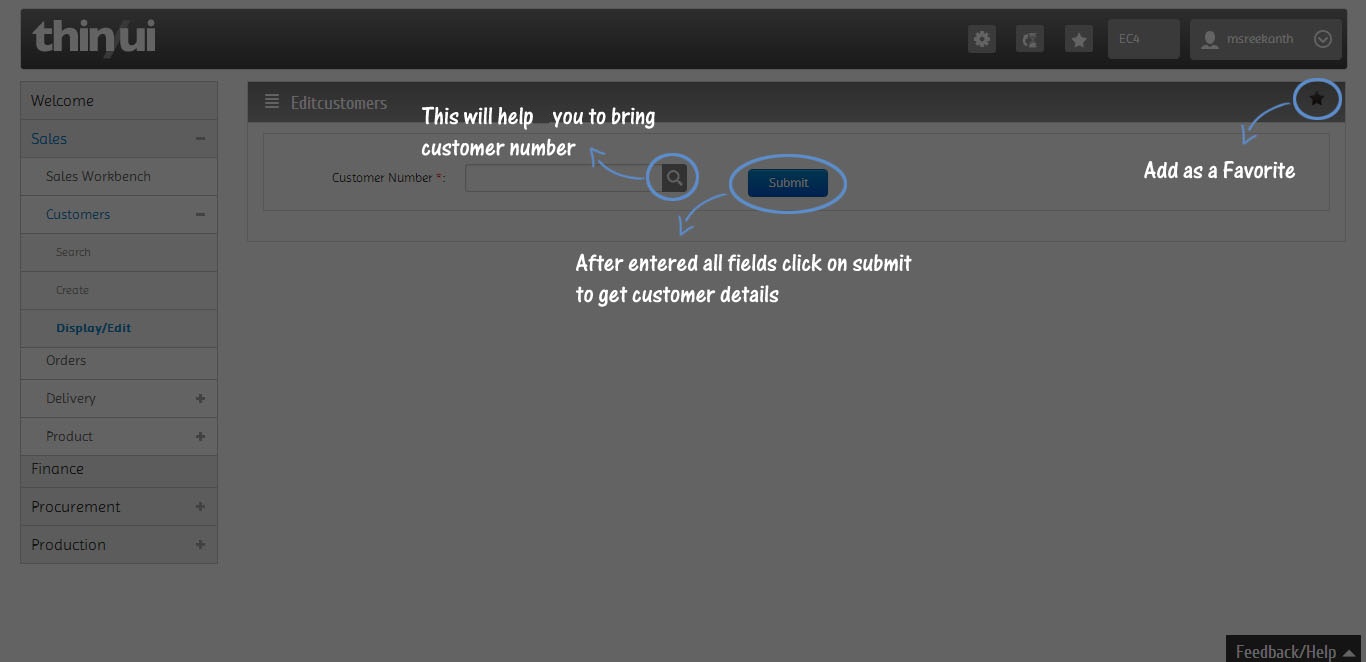 thin/ui
EC4
msreekanth
Welcome
Sales
Sales Workbench
Customers
Search
Create
Display/Edit
Orders
Delivery
Product
Finance
Procurement
Production
Editcustomers
This will help you to bring
customer number
Customer Number *:
Submit
Add as a Favorite
After entered all fields click on submit
to get customer details
Feedback/Help